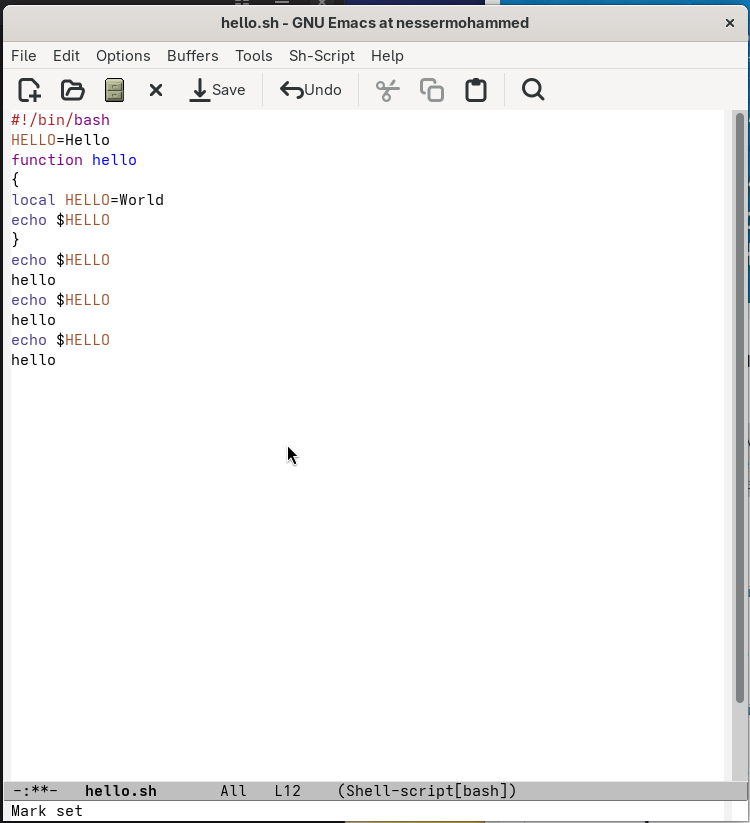 hello.sh - GNU Emacs at nessermohammed
File Edit Options Buffers Tools Sh-Script Help
Save Undo
#!/bin/bash
HELLO=Hello
function hello
{
local HELLO=World
echo $HELLO
}
echo $HELLO
hello
echo $HELLO
hello
echo $HELLO
hello
-:**- hello.sh All L12 (Shell-script[bash])
Mark set